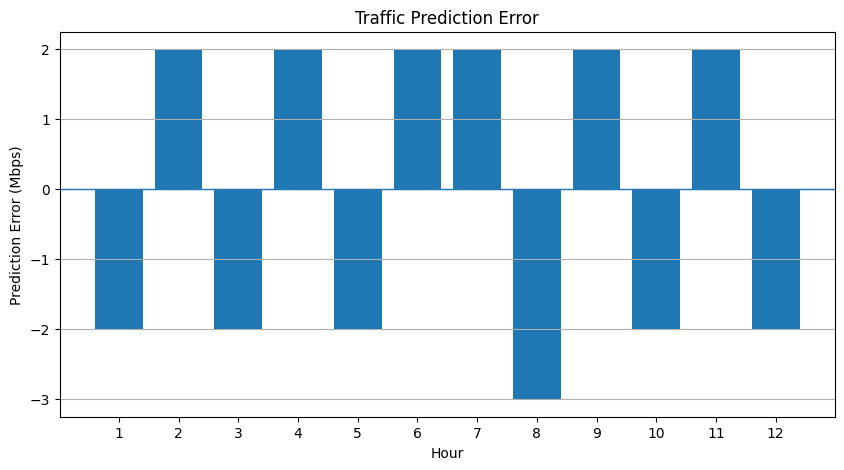 Traffic Prediction Error
Prediction Error (Mbps)
2
1
0
−1
−2
−3
1 2 3 4 5 6 7 8 9 10 11 12
Hour